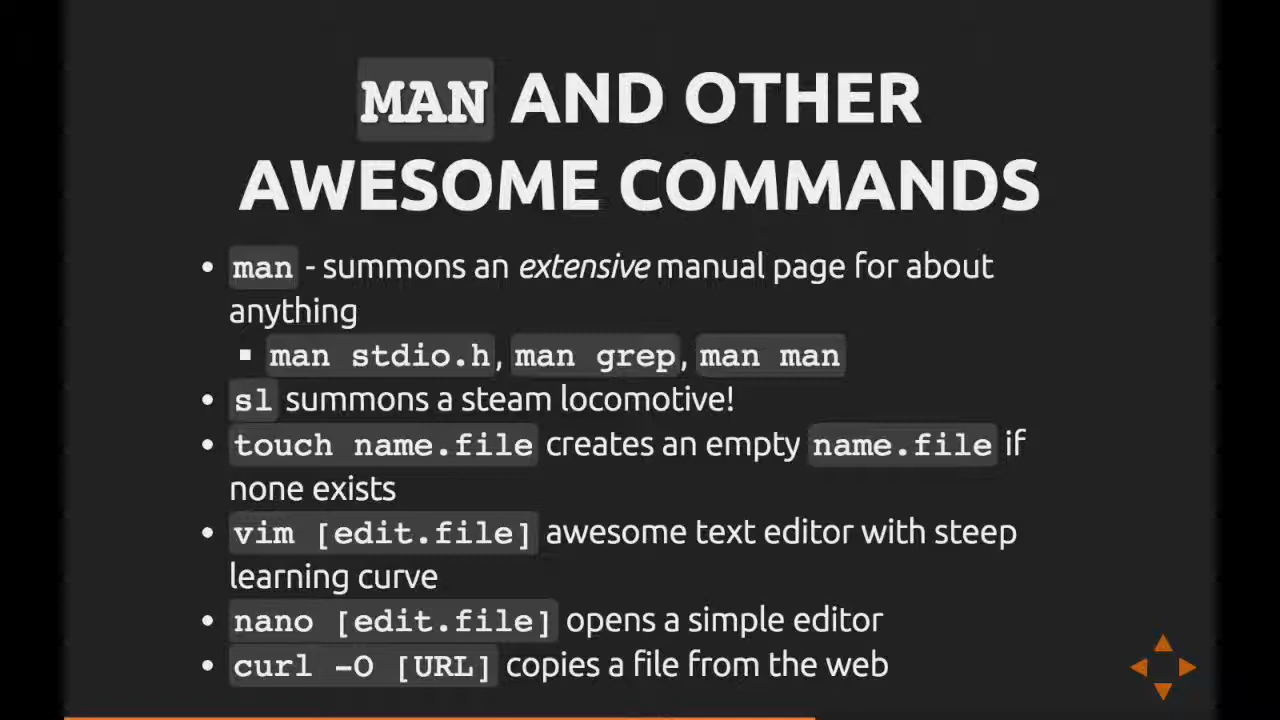 MAN AND OTHER
AWESOME COMMANDS
• man - summons an extensive manual page for about
anything
▪ man stdio.h, man grep, man man
• sl summons a steam locomotive!
• touch name.file creates an empty name.file if
none exists
• vim [edit.file] awesome text editor with steep
learning curve
• nano [edit.file] opens a simple editor
• curl -O [URL] copies a file from the web